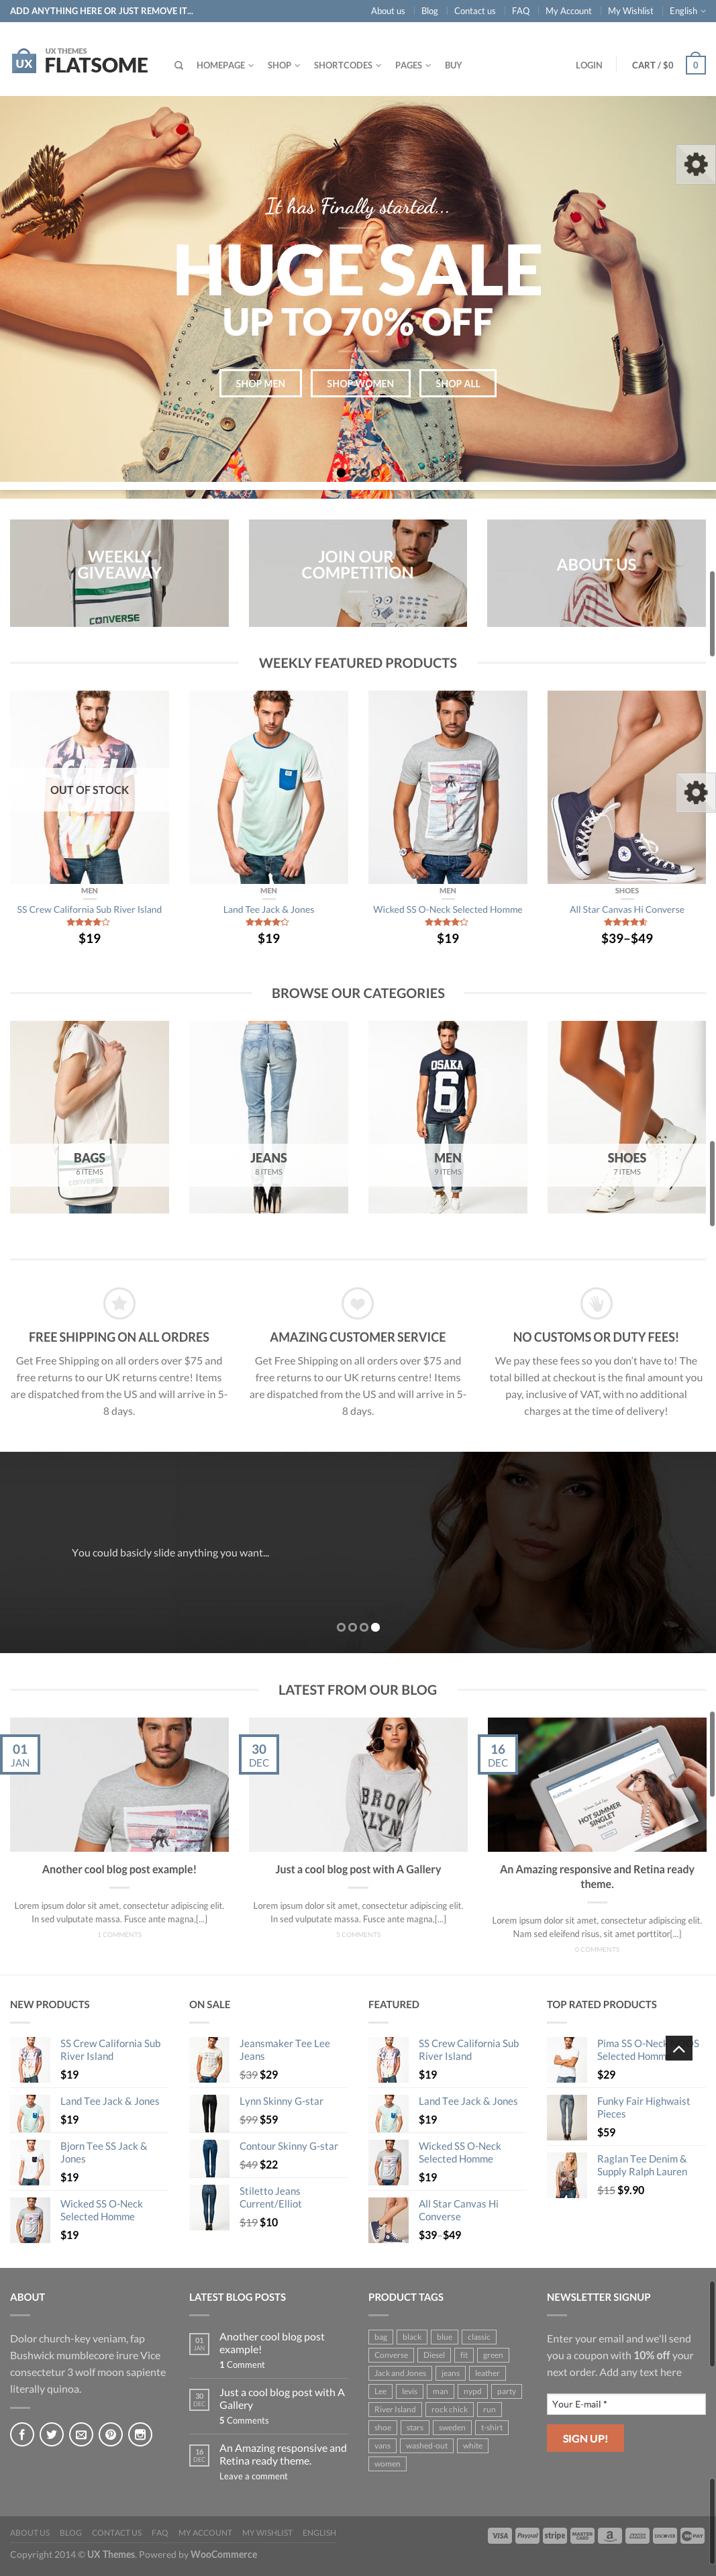 ADD ANYTHING HERE OR JUST REMOVE IT...
About us
Blog
Contact us
FAQ
My Account
My Wishlist
English
UX
UX THEMES
FLATSOME
HOMEPAGE
SHOP
SHORTCODES
PAGES
BUY
LOGIN
CART / $0
0
It has Finally started...
HUGE SALE
UP TO 70% OFF
SHOP MEN
SHOP WOMEN
SHOP ALL
WEEKLY
GIVEAWAY
CONVERSE
JOIN OUR
COMPETITION
ABOUT US
WEEKLY FEATURED PRODUCTS
OUT OF STOCK
MEN
SS Crew California Sub River Island
$19
MEN
Land Tee Jack & Jones
$19
MEN
Wicked SS O-Neck Selected Homme
$19
SHOES
All Star Canvas Hi Converse
$39–$49
BROWSE OUR CATEGORIES
BAGS
6 ITEMS
JEANS
8 ITEMS
OSAKA
6
MEN
9 ITEMS
SHOES
7 ITEMS
FREE SHIPPING ON ALL ORDRES
Get Free Shipping on all orders over $75 and
free returns to our UK returns centre! Items
are dispatched from the US and will arrive in 5-
8 days.
AMAZING CUSTOMER SERVICE
Get Free Shipping on all orders over $75 and
free returns to our UK returns centre! Items
are dispatched from the US and will arrive in 5-
8 days.
NO CUSTOMS OR DUTY FEES!
We pay these fees so you don't have to! The
total billed at checkout is the final amount you
pay, inclusive of VAT, with no additional
charges at the time of delivery!
You could basicly slide anything you want...
LATEST FROM OUR BLOG
01
JAN
Another cool blog post example!
Lorem ipsum dolor sit amet, consectetur adipiscing elit.
In sed vulputate massa. Fusce ante magna,[...]
1 COMMENTS
30
DEC
Just a cool blog post with A Gallery
Lorem ipsum dolor sit amet, consectetur adipiscing elit.
In sed vulputate massa. Fusce ante magna,[...]
5 COMMENTS
16
DEC
HOT SUMMER
SINGLET
An Amazing responsive and Retina ready
theme.
Lorem ipsum dolor sit amet, consectetur adipiscing elit.
Nam sed eleifend risus, sit amet porttitor[...]
0 COMMENTS
NEW PRODUCTS
SS Crew California Sub
River Island
$19
Land Tee Jack & Jones
$19
Bjorn Tee SS Jack &
Jones
$19
Wicked SS O-Neck
Selected Homme
$19
ON SALE
Jeansmaker Tee Lee
Jeans
$39 $29
Lynn Skinny G-star
$99 $59
Contour Skinny G-star
$49 $22
Stiletto Jeans
Current/Elliot
$19 $10
FEATURED
SS Crew California Sub
River Island
$19
Land Tee Jack & Jones
$19
Wicked SS O-Neck
Selected Homme
$19
All Star Canvas Hi
Converse
$39–$49
TOP RATED PRODUCTS
Pima SS O-Neck
Selected
$29
Funky Fair Highwaist
Pieces
$59
Raglan Tee Denim &
Supply Ralph Lauren
$15 $9.90
ABOUT
Dolor church-key veniam, fap
Bushwick mumblecore irure Vice
consectetur 3 wolf moon sapiente
literally quinoa.
LATEST BLOG POSTS
01
JAN
Another cool blog post
example!
1 Comment
30
DEC
Just a cool blog post with A
Gallery
5 Comments
16
DEC
An Amazing responsive and
Retina ready theme.
Leave a comment
PRODUCT TAGS
bag
black
blue
classic
Converse
Diesel
fit
green
Jack and Jones
jeans
leather
Lee
levis
man
nypd
party
River Island
rock chick
run
shoe
stars
sweden
t-shirt
vans
washed-out
white
women
NEWSLETTER SIGNUP
Enter your email and we'll send
you a coupon with 10% off your
next order. Add any text here
Your E-mail *
SIGN UP!
ABOUT US
BLOG
CONTACT US
FAQ
MY ACCOUNT
MY WISHLIST
ENGLISH
VISA
PayPal
stripe
DISCOVER
Copyright 2014 © UX Themes. Powered by WooCommerce